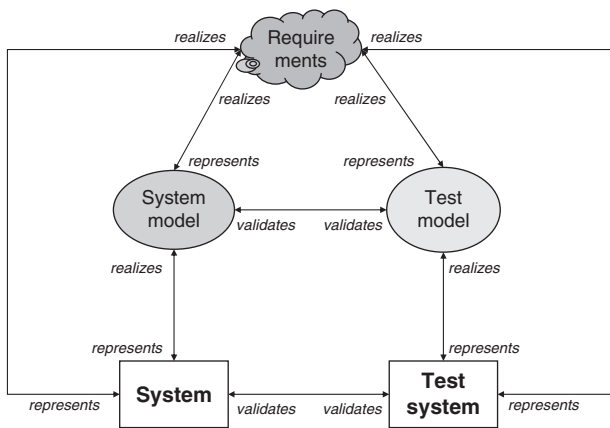 realizes
Require
ments
realizes
realizes
realizes
represents
represents
System
model
Test
model
validates
validates
realizes
realizes
represents
represents
System
Test
system
represents
validates
validates
represents